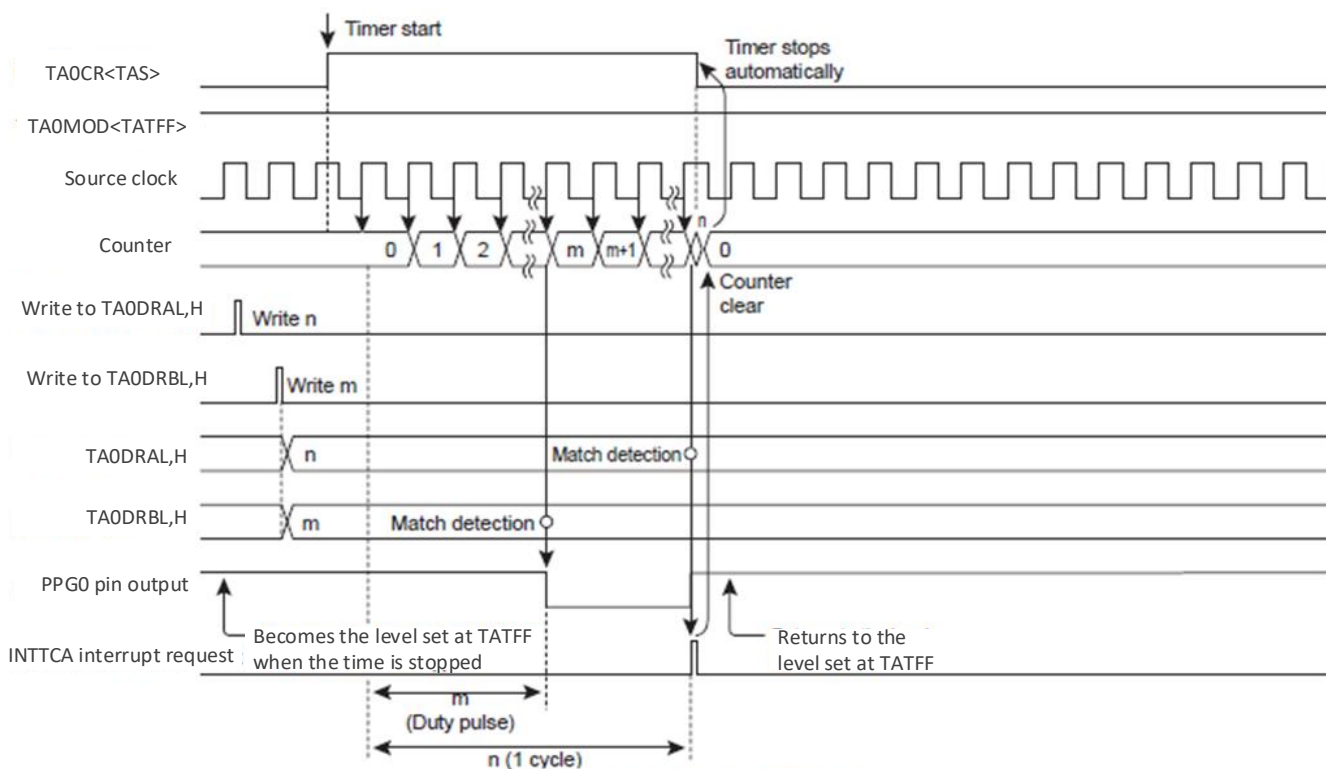 Timer start
Timer stops
automatically
TA0CR<TAS>
TA0MOD<TATFF>
Source clock
n
Counter
0 1 2 m m+1 0
Counter
clear
Write to TA0DRAL,H
Write n
Write to TA0DRBL,H
Write m
TA0DRAL,H
n
Match detection
TA0DRBL,H
m
Match detection
PPG0 pin output
Becomes the level set at TATFF
when the time is stopped
Returns to the
level set at TATFF
INTTCA interrupt request
m
(Duty pulse)
n (1 cycle)